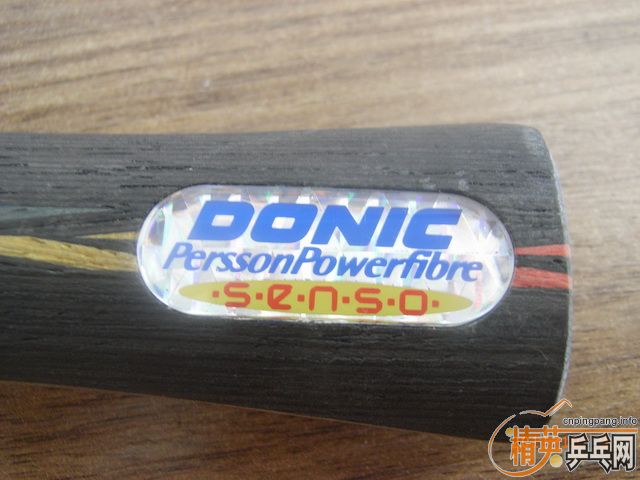 DONIC
PerssonPowerfibre
·s·e·n·s·o·
cnpingpang.info
精英乒乓网